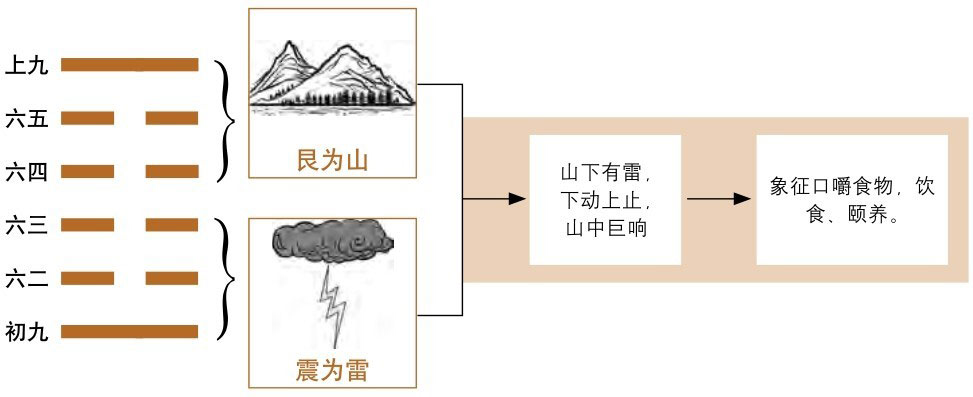 上九
六五
六四
六三
六二
初九
艮为山
震为雷
山下有雷，
下动上止，
山中巨响
象征口嚼食物，饮
食、颐养。